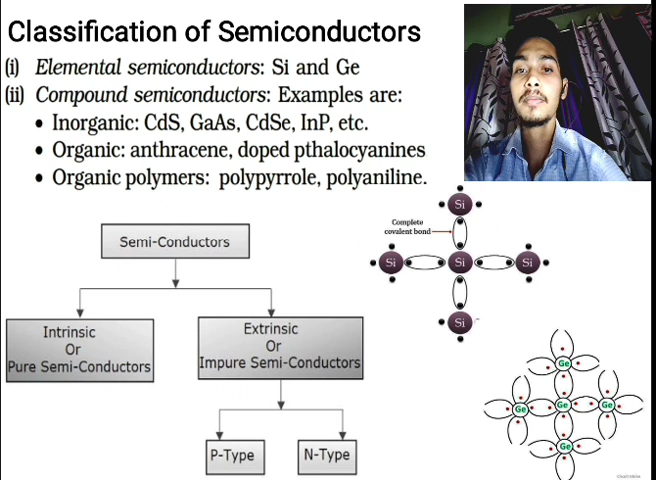 Classification of Semiconductors
(i) Elemental semiconductors: Si and Ge
(ii) Compound semiconductors: Examples are:
• Inorganic: CdS, GaAs, CdSe, InP, etc.
• Organic: anthracene, doped pthalocyanines
• Organic polymers: polypyrrole, polyaniline.
Semi-Conductors
Intrinsic
Or
Pure Semi-Conductors
Extrinsic
Or
Impure Semi-Conductors
P-Type
N-Type
Complete
covalent bond
Si
Si
Si
Si
Si
Ge
Ge
Ge
Ge
Ge